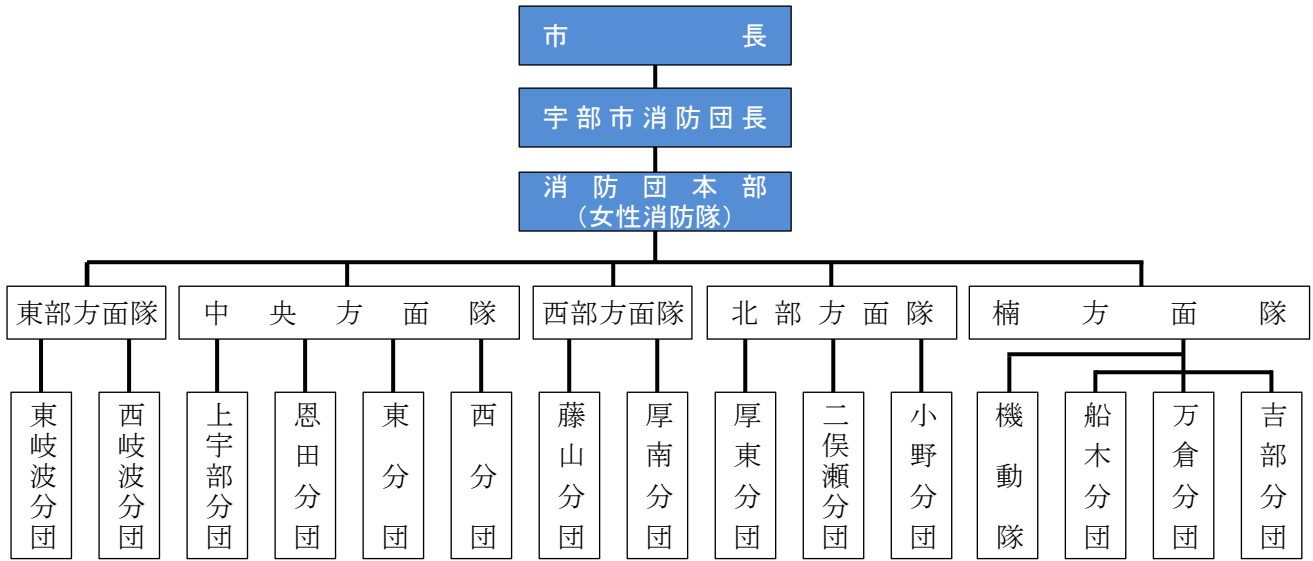 市長
宇部市消防団長
消防団本部
（女性消防隊）
東部方面隊
中央方面隊
西部方面隊
北部方面隊
楠方面隊
東岐波分団
西岐波分団
上宇部分団
恩田分団
東分団
西分団
藤山分団
厚南分団
厚東分団
二俣瀬分団
小野分団
機動隊
船木分団
万倉分団
吉部分団